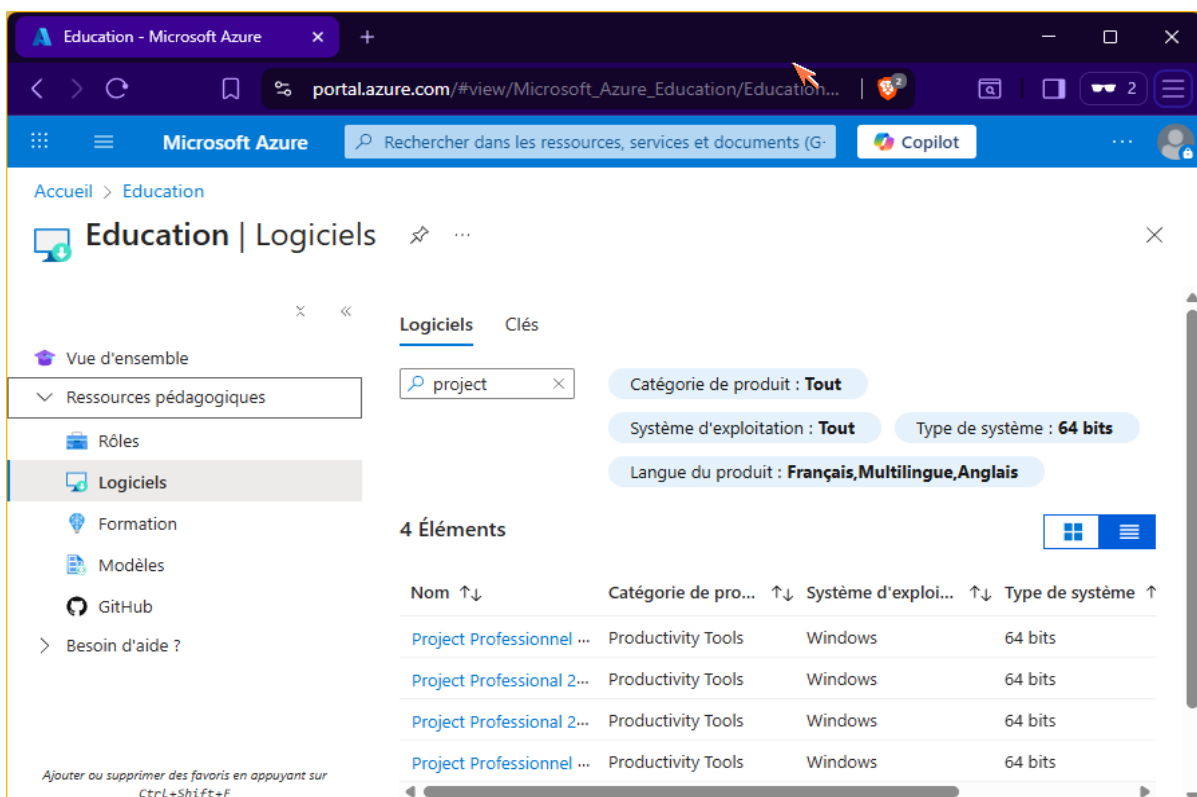 Education - Microsoft Azure
portal.azure.com/#view/Microsoft_Azure_Education/Education...
2
2
Microsoft Azure
Rechercher dans les ressources, services et documents (G-
Copilot
Accueil > Education
Education | Logiciels
Logiciels Clés
Vue d'ensemble
Ressources pédagogiques
Rôles
Logiciels
Formation
Modèles
GitHub
Besoin d'aide ?
Ajouter ou supprimer des favoris en appuyant sur
Ctrl+Shift+F
project
Catégorie de produit : Tout
Système d'exploitation : Tout
Type de système : 64 bits
Langue du produit : Français,Multilingue,Anglais
4 Éléments
Nom Catégorie de pro... Système d'exploi... Type de système
Project Professionnel ... Productivity Tools Windows 64 bits
Project Professional 2... Productivity Tools Windows 64 bits
Project Professional 2... Productivity Tools Windows 64 bits
Project Professionnel ... Productivity Tools Windows 64 bits